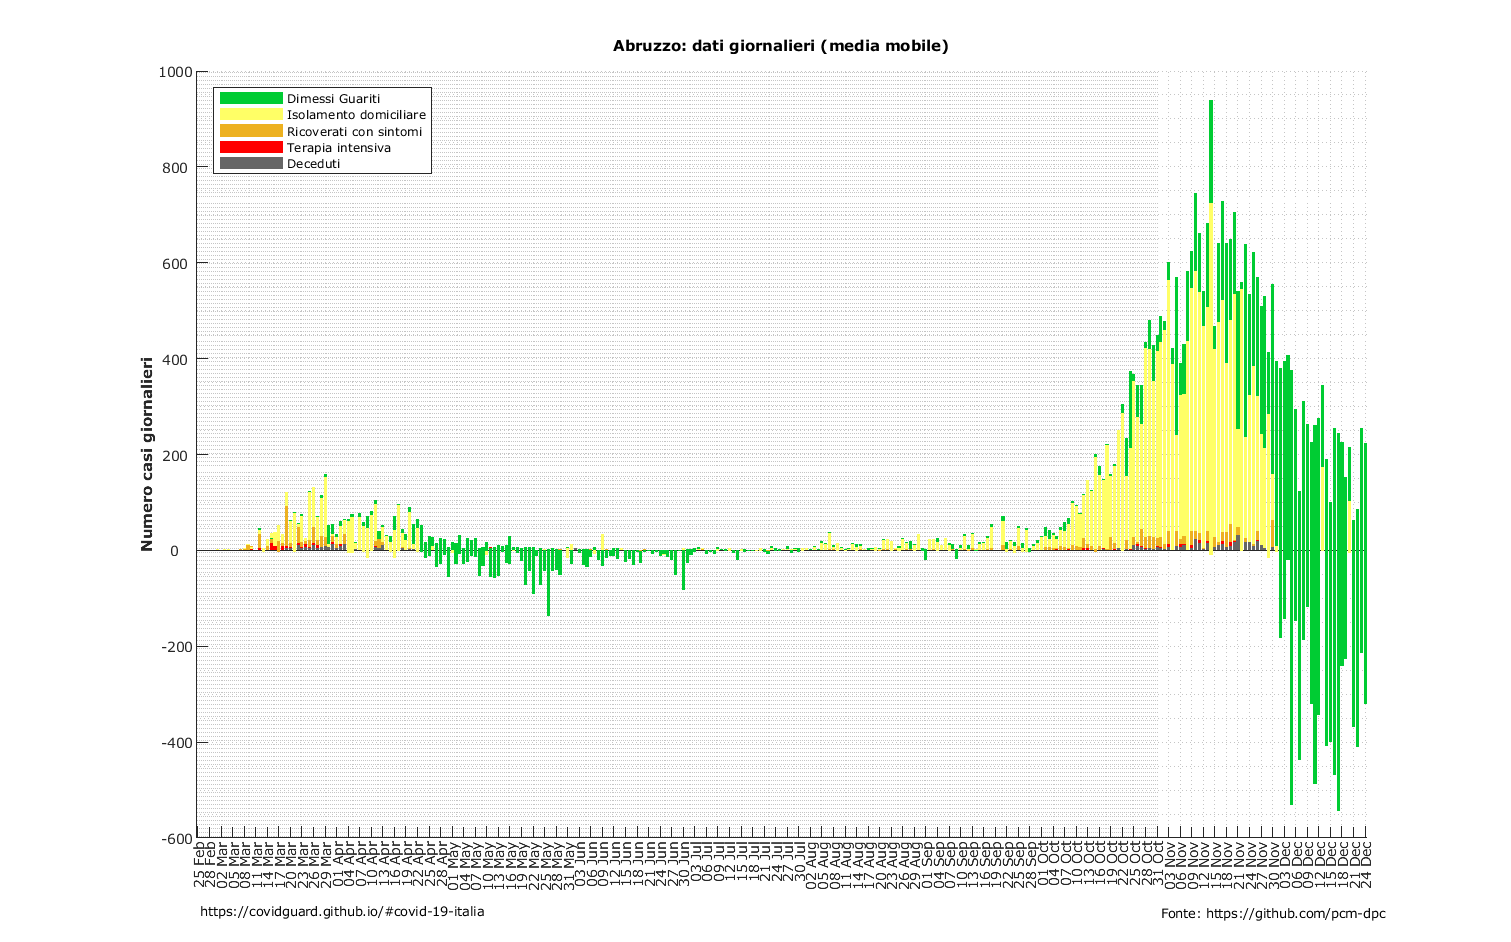 Abruzzo: dati giornalieri (media mobile)
1000
800
600
400
200
0
-200
-400
-600
Numero casi giornalieri
Dimessi Guariti
Isolamento domiciliare
Ricoverati con sintomi
Terapia intensiva
Deceduti
25 Feb
28 Feb
02 Mar
05 Mar
08 Mar
11 Mar
14 Mar
17 Mar
20 Mar
23 Mar
26 Mar
29 Mar
01 Apr
04 Apr
07 Apr
10 Apr
13 Apr
16 Apr
19 Apr
22 Apr
25 Apr
28 Apr
01 May
04 May
07 May
10 May
13 May
16 May
19 May
22 May
25 May
28 May
31 May
03 Jun
06 Jun
09 Jun
12 Jun
15 Jun
18 Jun
21 Jun
24 Jun
27 Jun
30 Jun
03 Jul
06 Jul
09 Jul
12 Jul
15 Jul
18 Jul
21 Jul
24 Jul
27 Jul
30 Jul
02 Aug
05 Aug
08 Aug
11 Aug
14 Aug
17 Aug
20 Aug
23 Aug
26 Aug
29 Aug
01 Sep
04 Sep
07 Sep
10 Sep
13 Sep
16 Sep
19 Sep
22 Sep
25 Sep
28 Sep
01 Oct
04 Oct
07 Oct
10 Oct
13 Oct
16 Oct
19 Oct
22 Oct
25 Oct
28 Oct
31 Oct
03 Nov
06 Nov
09 Nov
12 Nov
15 Nov
18 Nov
21 Nov
24 Nov
27 Nov
30 Nov
03 Dec
06 Dec
09 Dec
12 Dec
15 Dec
18 Dec
21 Dec
24 Dec
https://covidguard.github.io/#covid-19-italia
Fonte: https://github.com/pcm-dpc